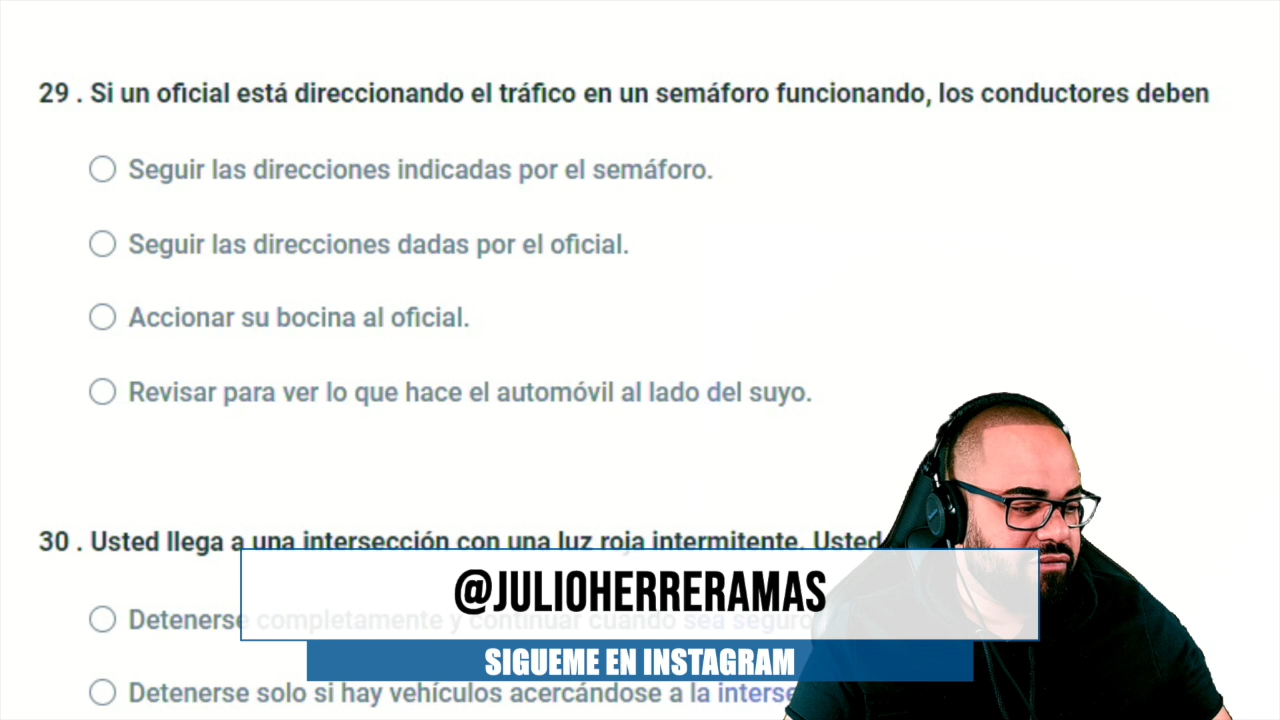 29 . Si un oficial está direccionando el tráfico en un semáforo funcionando, los conductores deben
Seguir las direcciones indicadas por el semáforo.
Seguir las direcciones dadas por el oficial.
Accionar su bocina al oficial.
Revisar para ver lo que hace el automóvil al lado del suyo.
30 . Usted llega a una intersección con una luz roja intermitente. Usted
@JULIOHERRERAMAS
Detenerse completamente y continuar cuando sea seguro
SIGUEME EN INSTAGRAM
Detenerse solo si hay vehículos acercándose a la